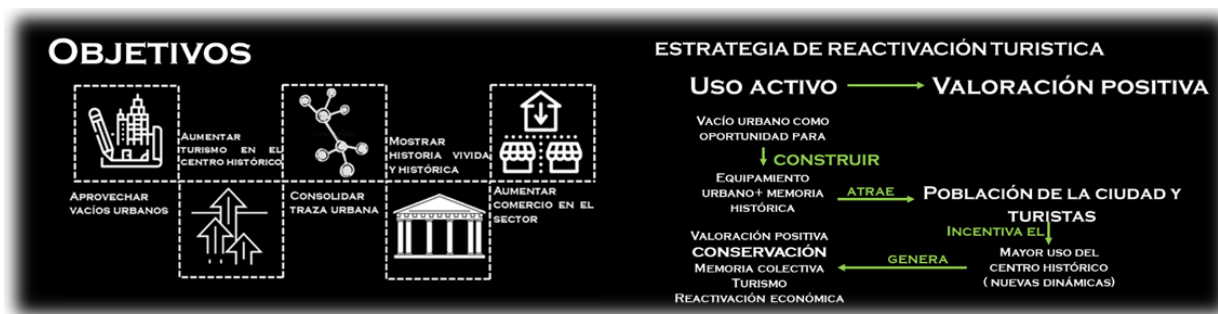 OBJETIVOS
AUMENTAR
TURISMO EN EL
CENTRO HISTÓRICO
MOSTRAR
HISTORIA VIVIDA
Y HISTÓRICA
APROVECHAR
VACÍOS URBANOS
CONSOLIDAR
TRAZA URBANA
AUMENTAR
COMERCIO EN EL
SECTOR
ESTRATEGIA DE REACTIVACIÓN TURISTICA
USO ACTIVO
VALORACIÓN POSITIVA
VACÍO URBANO COMO
OPORTUNIDAD PARA
CONSTRUIR
EQUIPAMIENTO
URBANO+ MEMORIA
HISTÓRICA
ATRAE
POBLACIÓN DE LA CIUDAD Y
TURISTAS
INCENTIVA EL
MAYOR USO DEL
CENTRO HISTÓRICO
( NUEVAS DINÁMICAS)
GENERA
VALORACIÓN POSITIVA
CONSERVACIÓN
MEMORIA COLECTIVA
TURISMO
REACTIVACIÓN ECONÓMICA